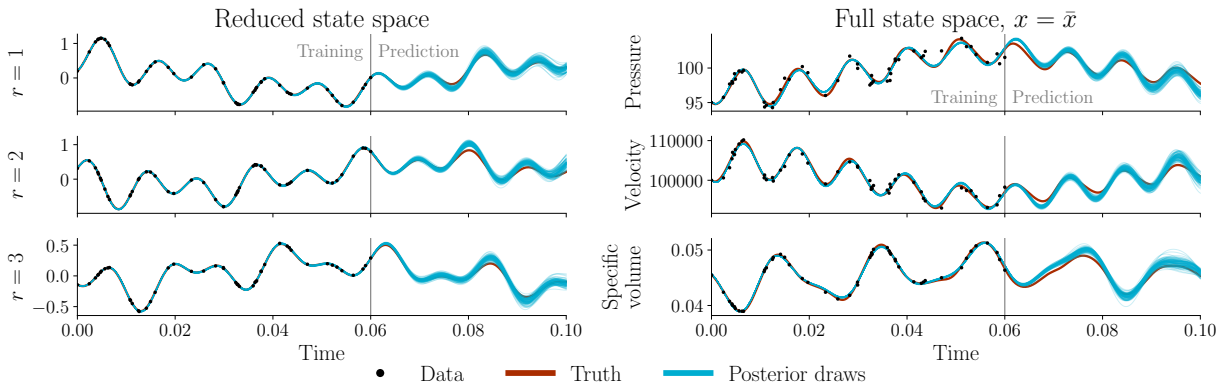 Reduced state space
r = 1
1
0
Training
Prediction
r = 2
1
0
r = 3
0.5
0.0
−0.5
0.00
0.02
0.04
0.06
0.08
0.10
Time
Full state space, x = x̄
Pressure
100
95
Training
Prediction
Velocity
110000
100000
Specific
volume
0.05
0.04
0.00
0.02
0.04
0.06
0.08
0.10
Time
Data
Truth
Posterior draws